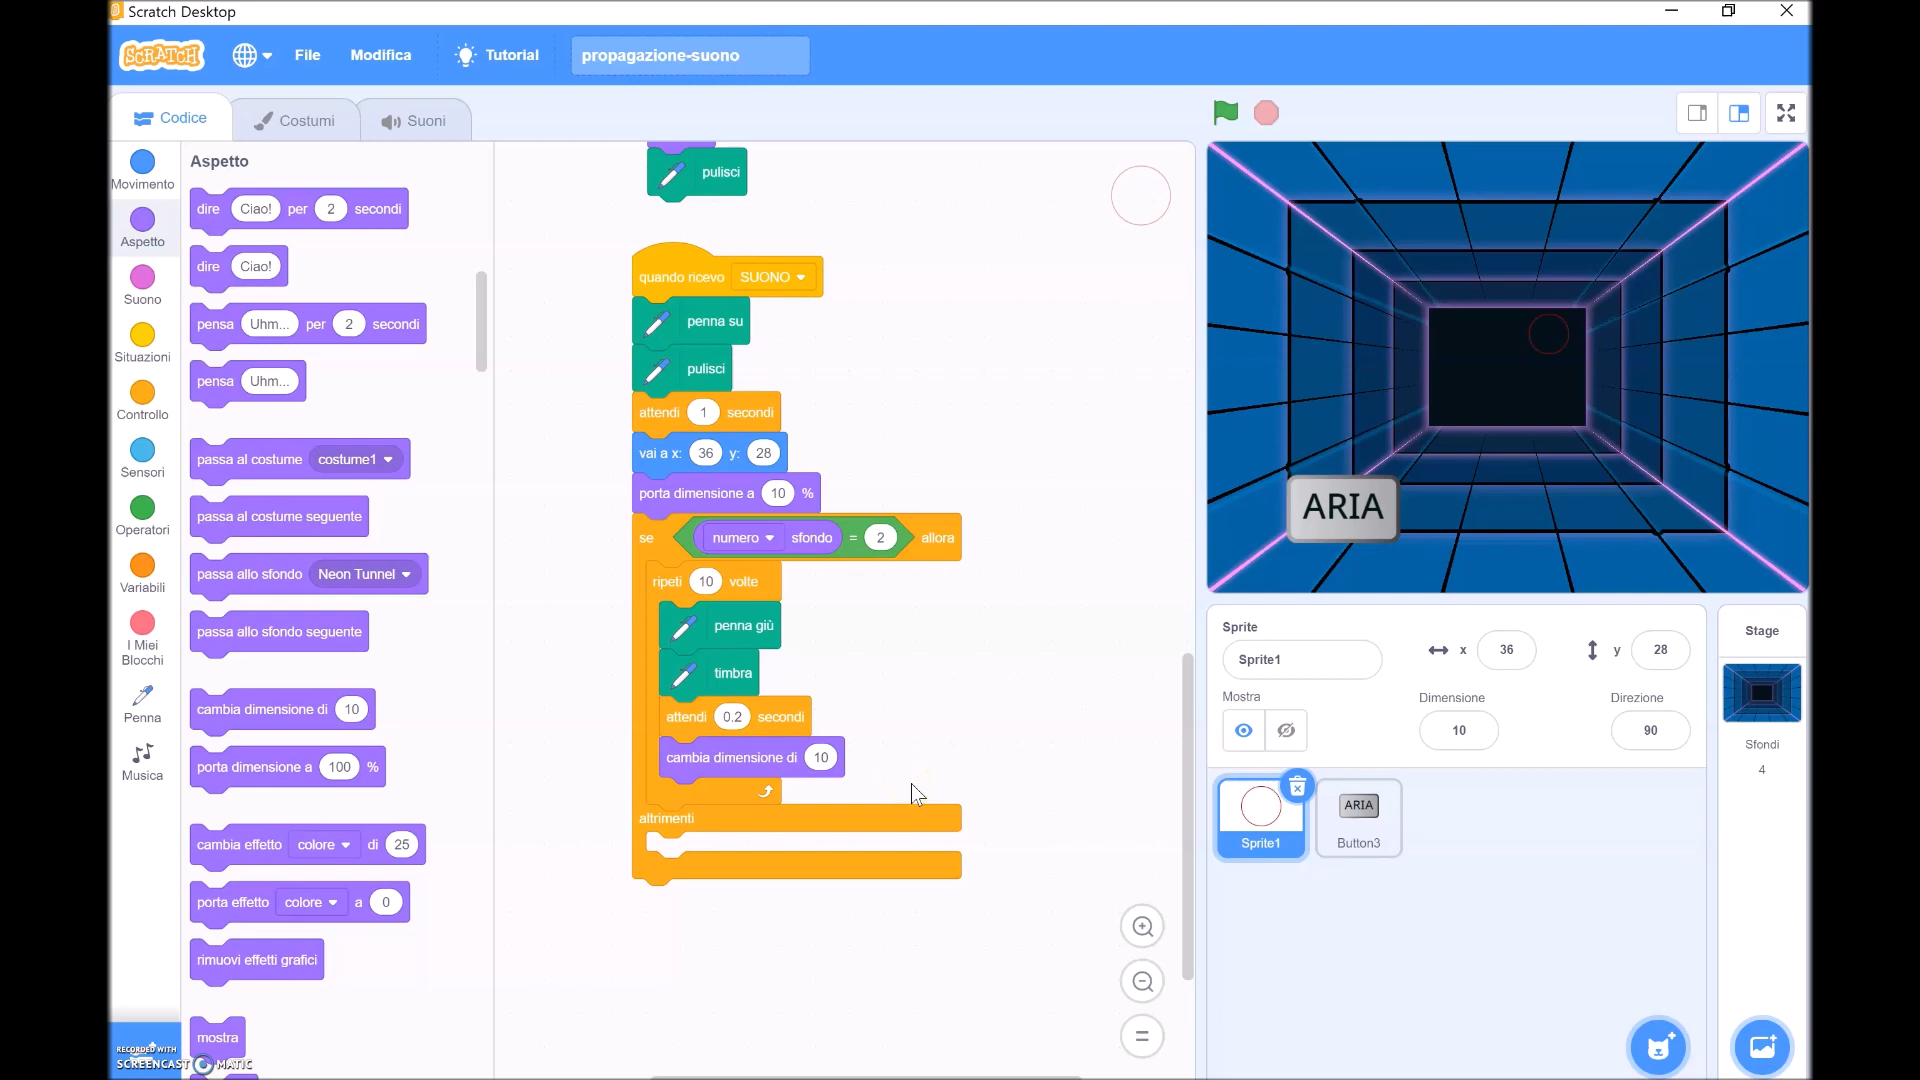 Scratch Desktop
SCRATCH
File
Modifica
Tutorial
propagazione-suono
Codice
Costumi
Suoni
Movimento
Aspetto
Suono
Situazioni
Controllo
Sensori
Operatori
Variabili
I Miei
Blocchi
Penna
Musica
Aspetto
dire Ciao! per 2 secondi
dire Ciao!
pensa Uhm... per 2 secondi
pensa Uhm...
passa al costume costume1
passa al costume seguente
passa allo sfondo Neon Tunnel
passa allo sfondo seguente
cambia dimensione di 10
porta dimensione a 100 %
cambia effetto colore di 25
porta effetto colore a 0
rimuovi effetti grafici
mostra
RECORDED WITH
SCREENCAST MATIC
pulisci
quando ricevo SUONO
penna su
pulisci
attendi 1 secondi
vai a x: 36 y: 28
porta dimensione a 10 %
se numero sfondo = 2 allora
ripeti 10 volte
penna giù
timbra
attendi 0.2 secondi
cambia dimensione di 10
altrimenti
ARIA
Sprite
Sprite1
x 36
y 28
Mostra
Dimensione
10
Direzione
90
Sprite1
ARIA
Button3
Stage
Sfondi
4